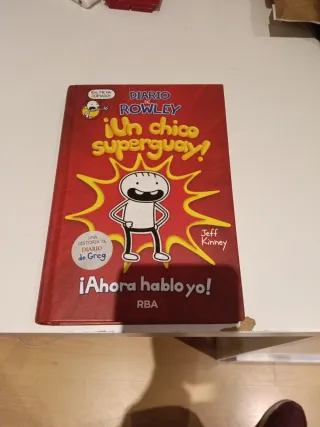 DIARIO
de
ROWLEY
¡Un chico
superguay!
Jeff
Kinney
UNA
HISTORIA DE
DIARIO
de Greg
¡Ahora hablo yo!
RBA